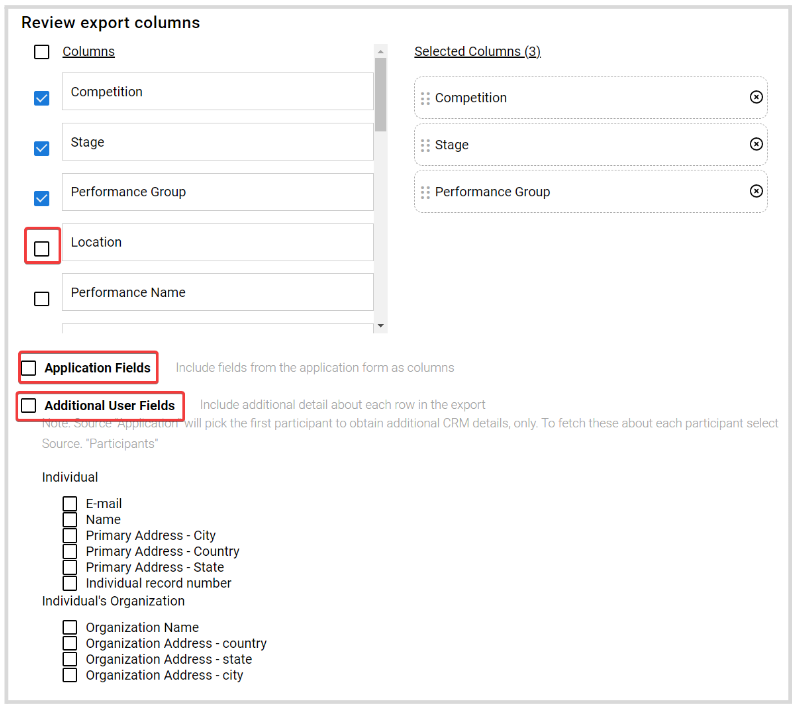 Review export columns
Columns
Competition
Stage
Performance Group
Location
Performance Name
Selected Columns (3)
Competition
Stage
Performance Group
Application Fields Include fields from the application form as columns
Additional User Fields Include additional detail about each row in the export
Note: Source "Application" will pick the first participant to obtain additional CRM details, only. To fetch these about each participant select
Source. "Participants"
Individual
E-mail
Name
Primary Address - City
Primary Address - Country
Primary Address - State
Individual record number
Individual's Organization
Organization Name
Organization Address - country
Organization Address - state
Organization Address - city